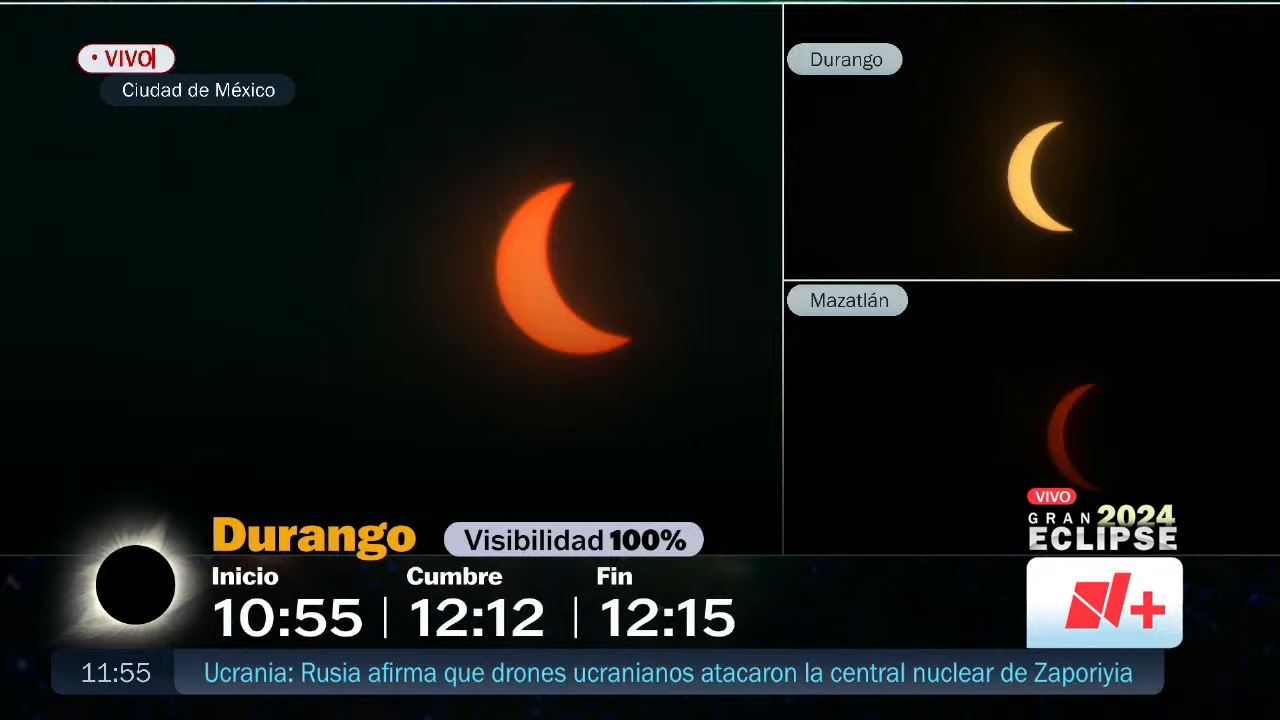 • VIVO
Ciudad de México
Durango
Mazatlán
Durango
Visibilidad 100%
Inicio
10:55
Cumbre
12:12
Fin
12:15
VIVO
GRAN 2024
ECLIPSE
N+
11:55
Ucrania: Rusia afirma que drones ucranianos atacaron la central nuclear de Zaporiyia